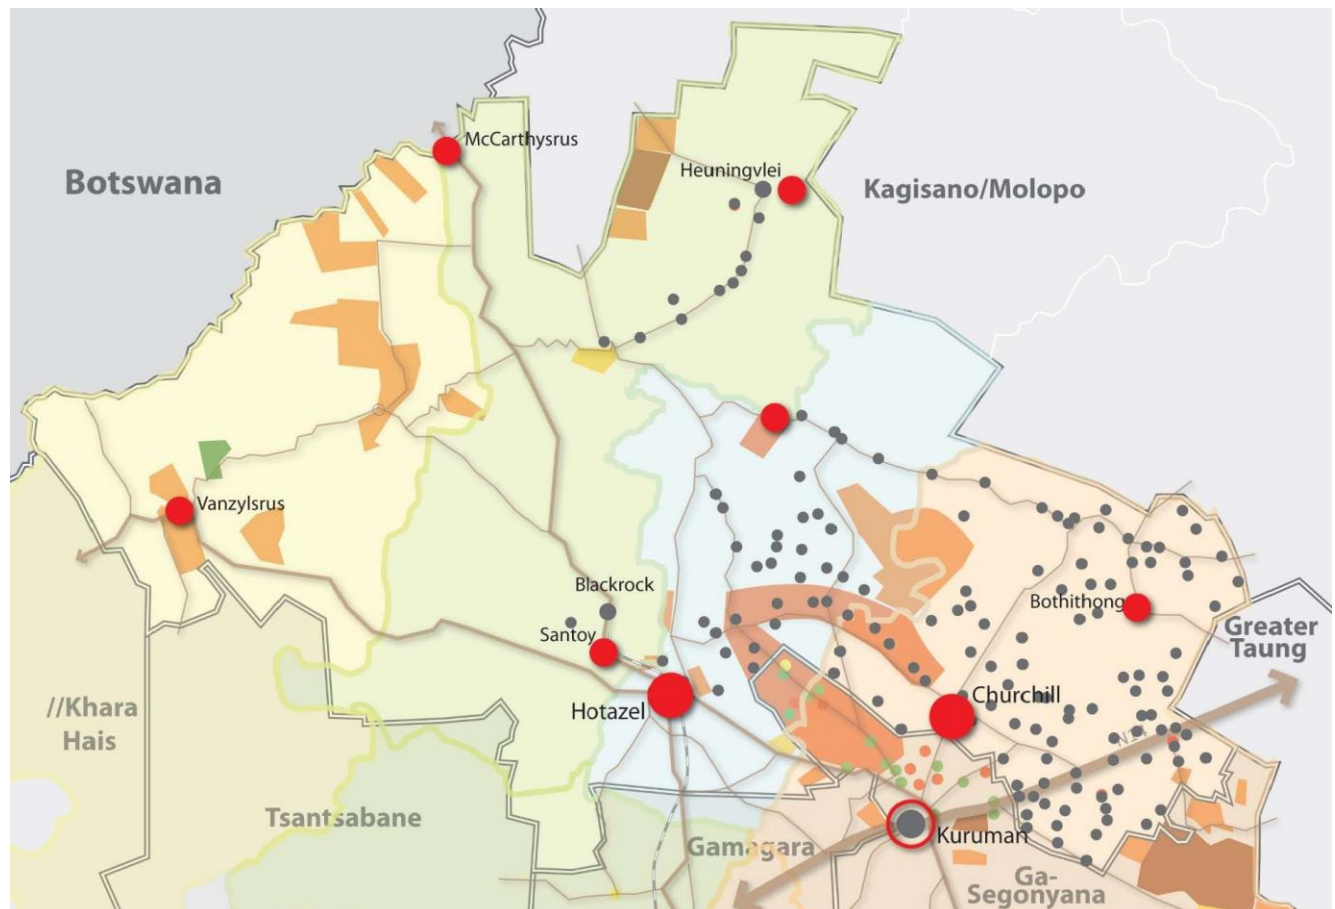 McCarthysrus
Botswana
Heuningvlei
Kagisano/Molopo
Vanzylsrus
Blackrock
Bothithong
Santoy
Greater
Taung
Churchill
//Khara
Hais
Hotazel
Tsantsabane
Kuruman
Gamagara
Ga-
Segonyana